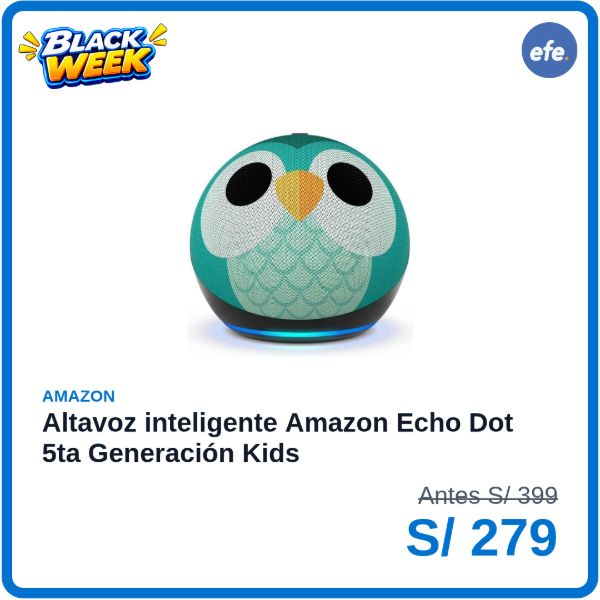 BLACK
WEEK
efe.
AMAZON
Altavoz inteligente Amazon Echo Dot
5ta Generación Kids
Antes S/ 399
S/ 279